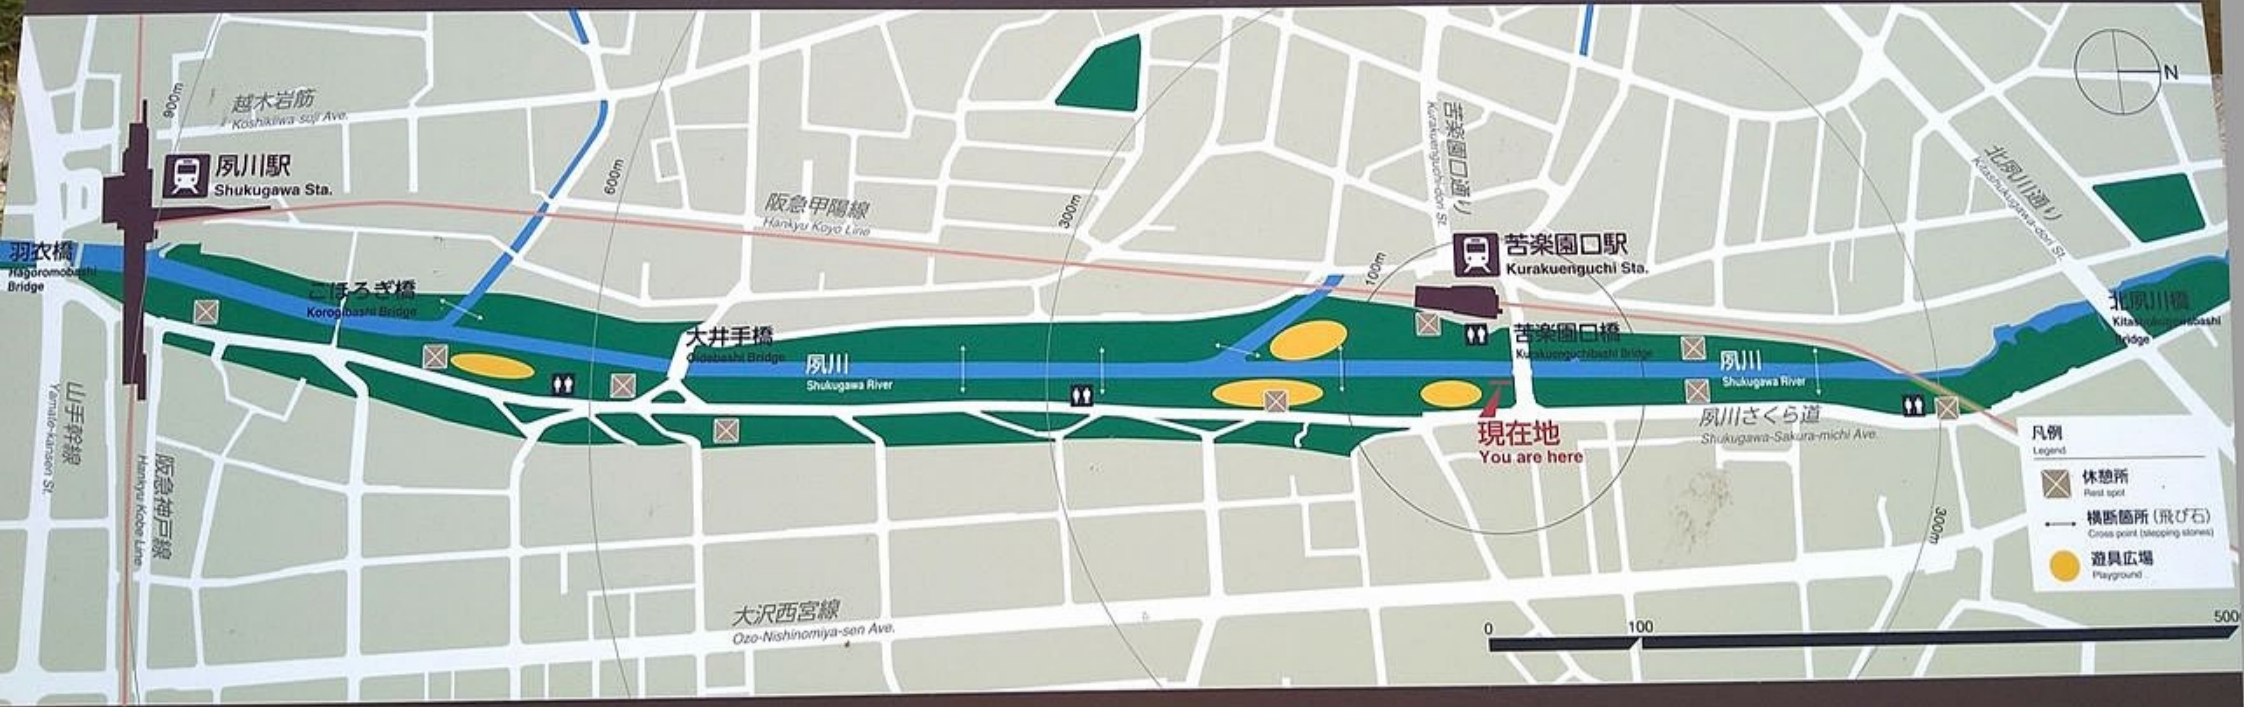 越木岩筋
Koshikiiwa-suji Ave.
900m
夙川駅
Shukugawa Sta.
羽衣橋
Hagoromobashi
Bridge
こほろぎ橋
Korogibashi Bridge
山手幹線
Yamate-kansen St.
阪急神戸線
Hankyu Kobe Line
600m
阪急甲陽線
Hankyu Koyo Line
大井手橋
Oidebashi Bridge
夙川
Shukugawa River
300m
大沢西宮線
Ozo-Nishinomiya-sen Ave.
苦楽園口通り
Kurakuenguchi-dori St.
100m
苦楽園口駅
Kurakuenguchi Sta.
苦楽園口橋
Kurakuenguchibashi Bridge
現在地
You are here
夙川
Shukugawa River
夙川さくら道
Shukugawa-Sakura-michi Ave.
N
北夙川通り
Kitashukugawa-dori St.
北夙川橋
Kitashukugawabashi
Bridge
300m
凡例
Legend
休憩所
Rest spot
横断箇所(飛び石)
Cross point (stepping stones)
遊具広場
Playground
0
100
500